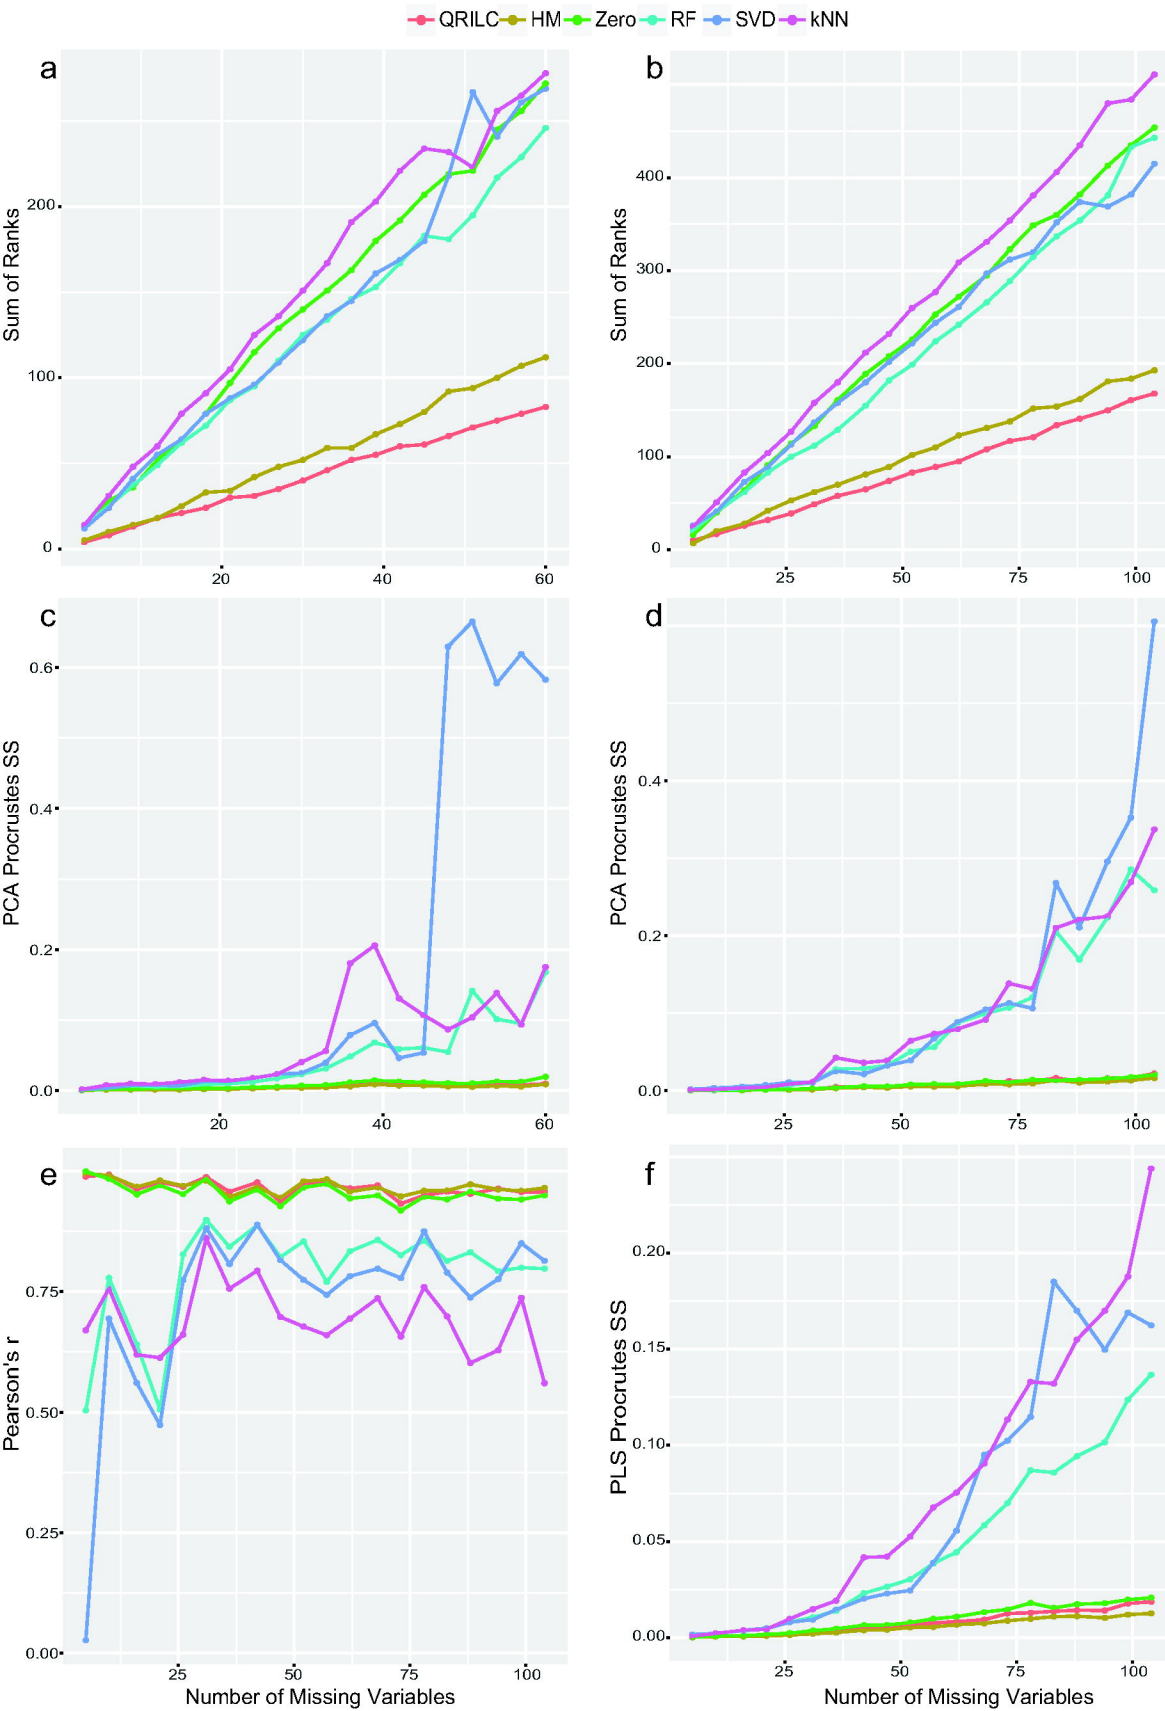 QRILC HM Zero RF SVD kNN
a
Sum of Ranks
200
100
0
20 40 60
b
Sum of Ranks
400
300
200
100
0
25 50 75 100
c
PCA Procrustes SS
0.6
0.4
0.2
0.0
20 40 60
d
PCA Procrustes SS
0.4
0.2
0.0
25 50 75 100
e
Pearson's r
0.75
0.50
0.25
0.00
25 50 75 100
Number of Missing Variables
f
PLS Procrutes SS
0.20
0.15
0.10
0.05
0.00
25 50 75 100
Number of Missing Variables